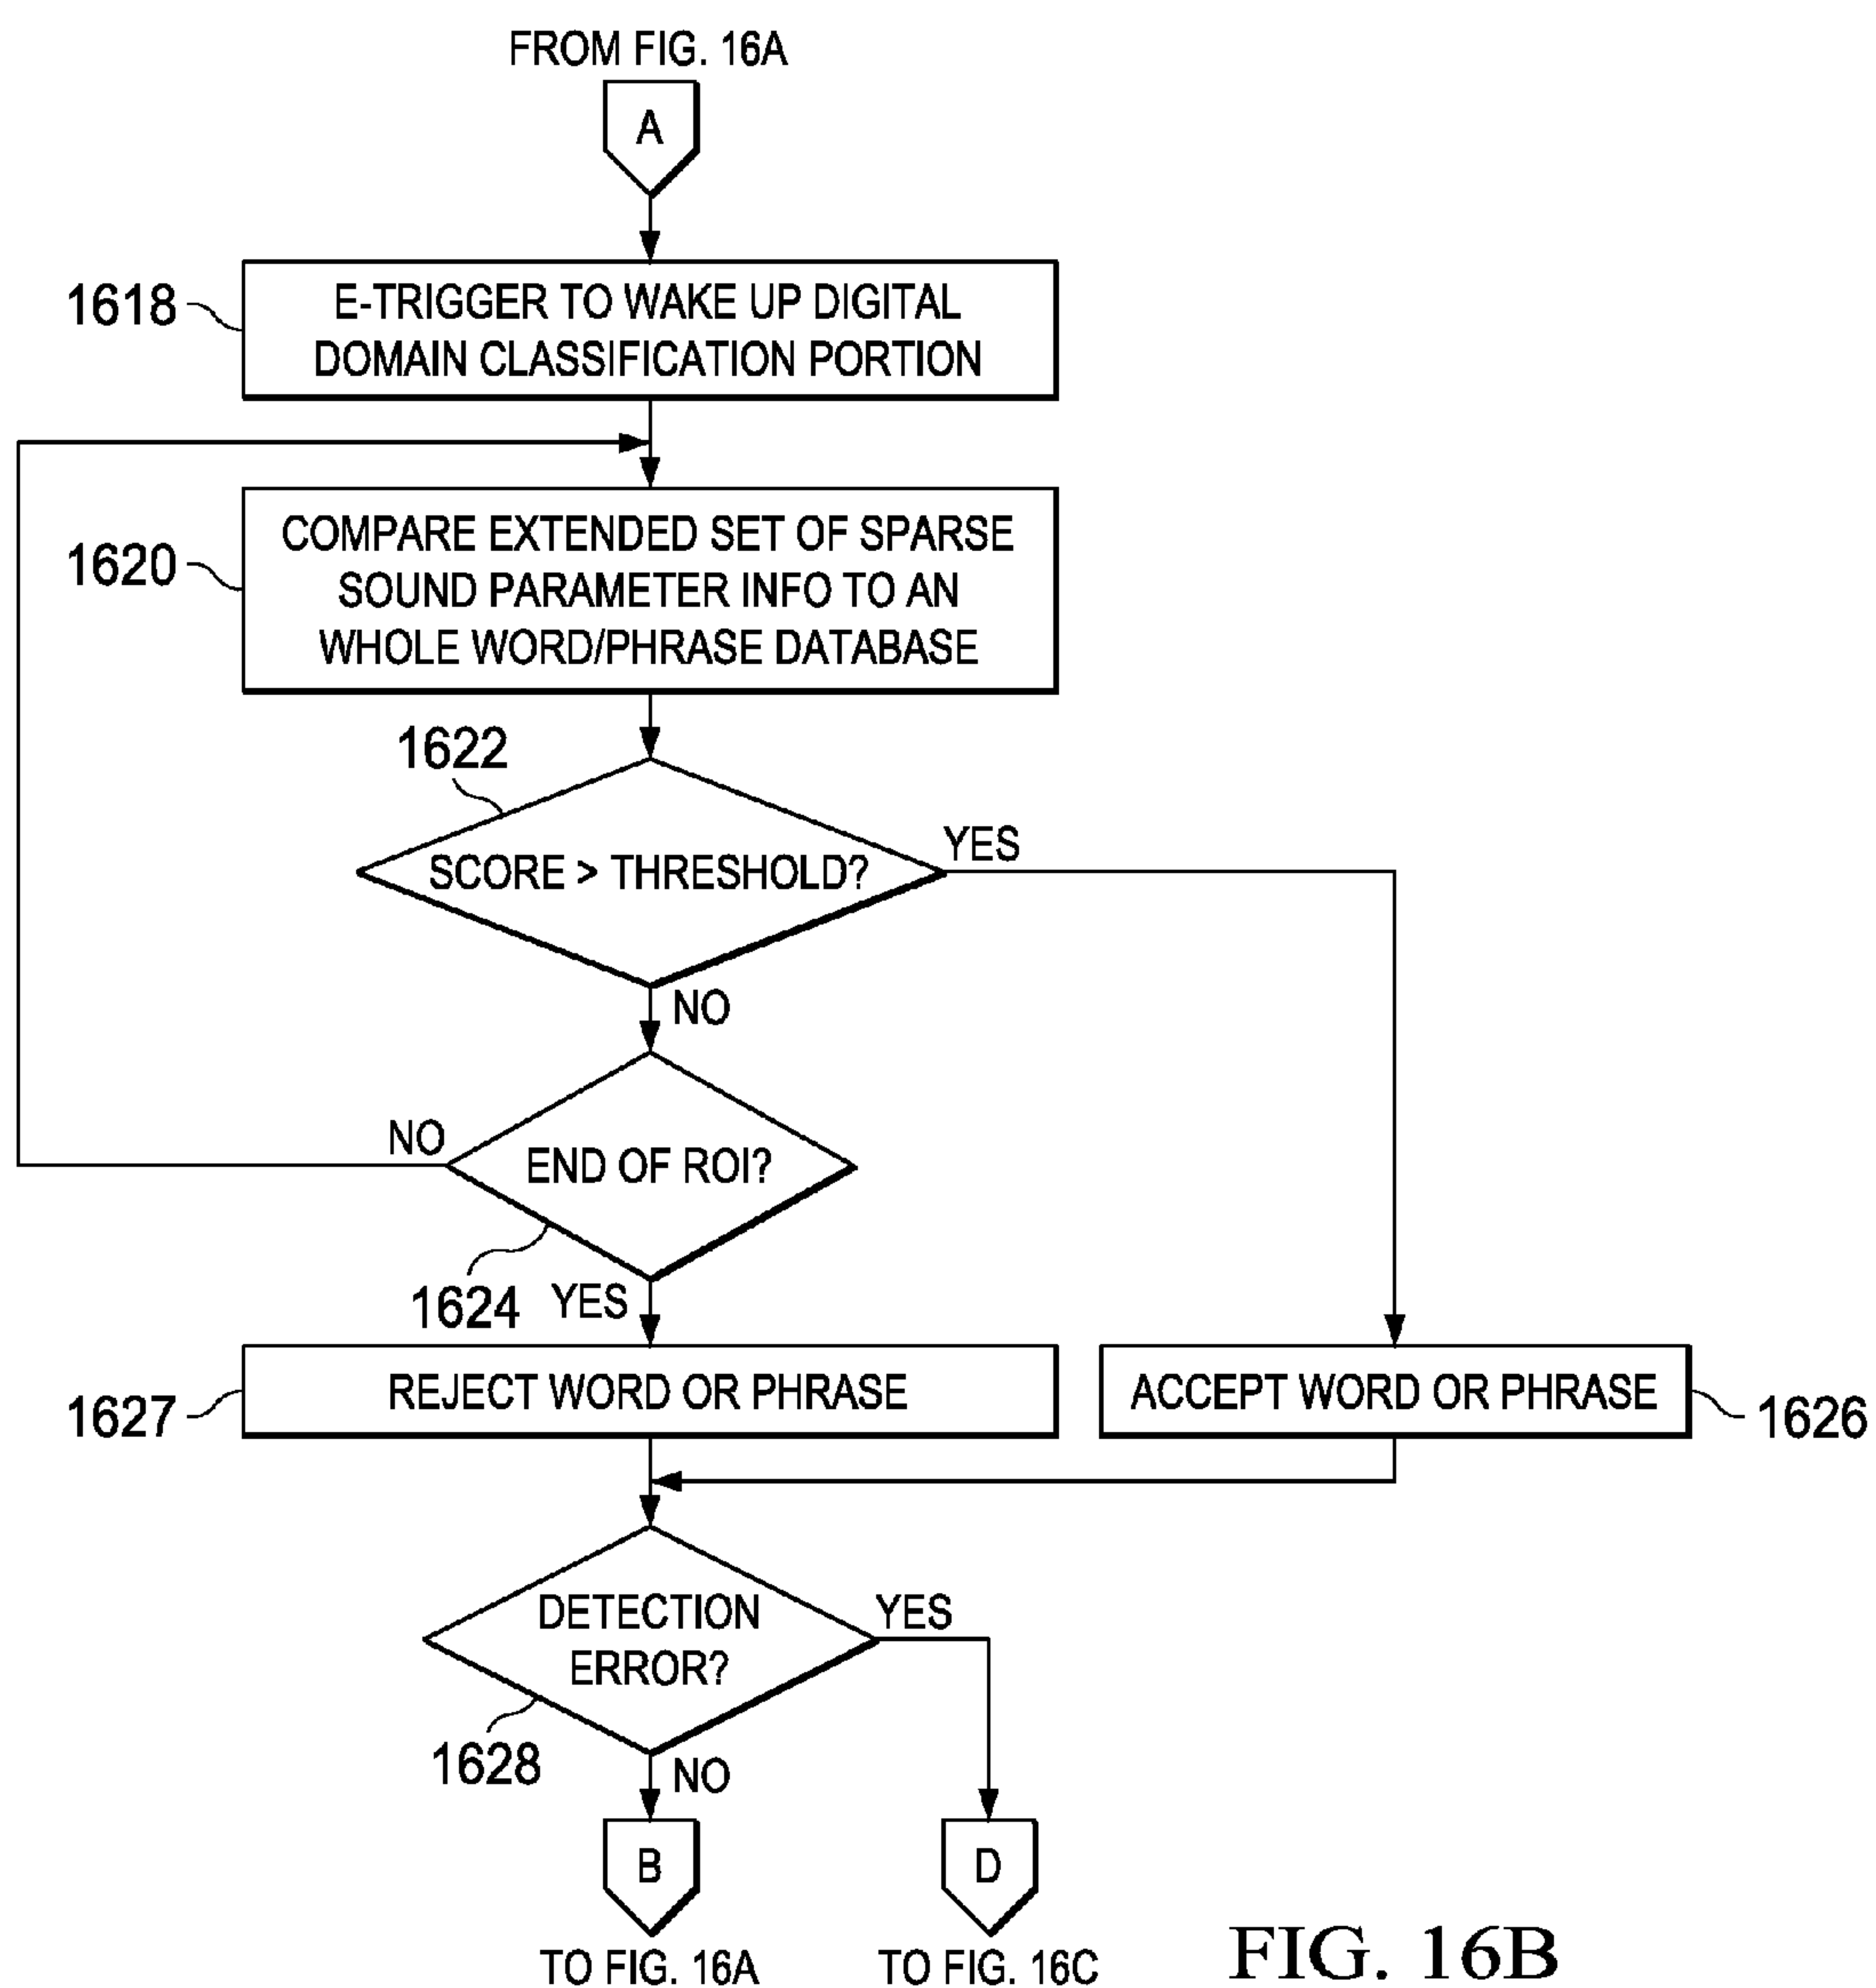 FROM FIG. 16A
A
1618
E-TRIGGER TO WAKE UP DIGITAL
DOMAIN CLASSIFICATION PORTION
1620
COMPARE EXTENDED SET OF SPARSE
SOUND PARAMETER INFO TO AN
WHOLE WORD/PHRASE DATABASE
1622
SCORE > THRESHOLD?
YES
NO
END OF ROI?
NO
1624
YES
1627
REJECT WORD OR PHRASE
ACCEPT WORD OR PHRASE
1626
DETECTION
ERROR?
YES
1628
NO
B
D
TO FIG. 16A
TO FIG. 16C
FIG. 16B